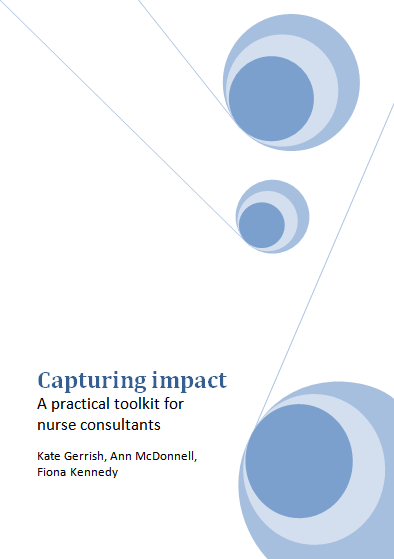 Capturing impact
A practical toolkit for
nurse consultants
Kate Gerrish, Ann McDonnell,
Fiona Kennedy